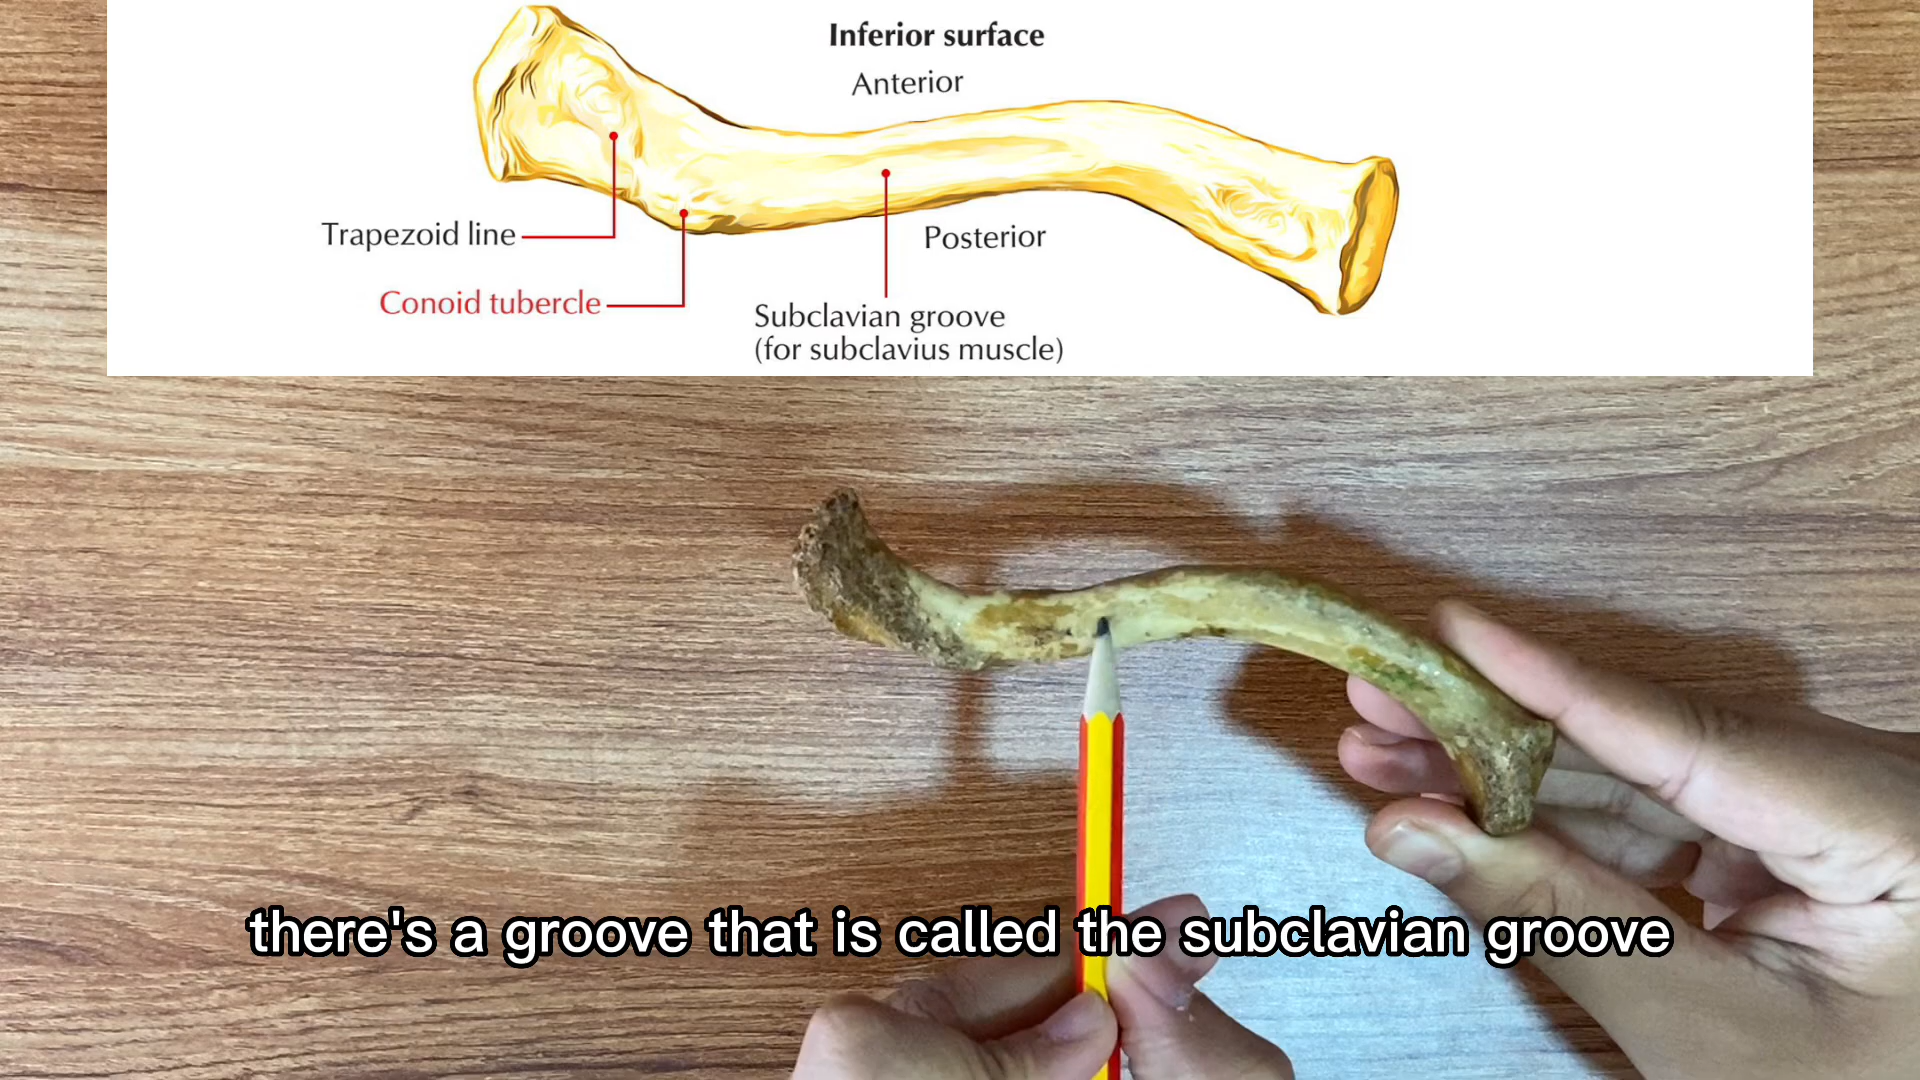 Inferior surface
Anterior
Trapezoid line
Posterior
Conoid tubercle
Subclavian groove
(for subclavius muscle)
there's a groove that is called the subclavian groove